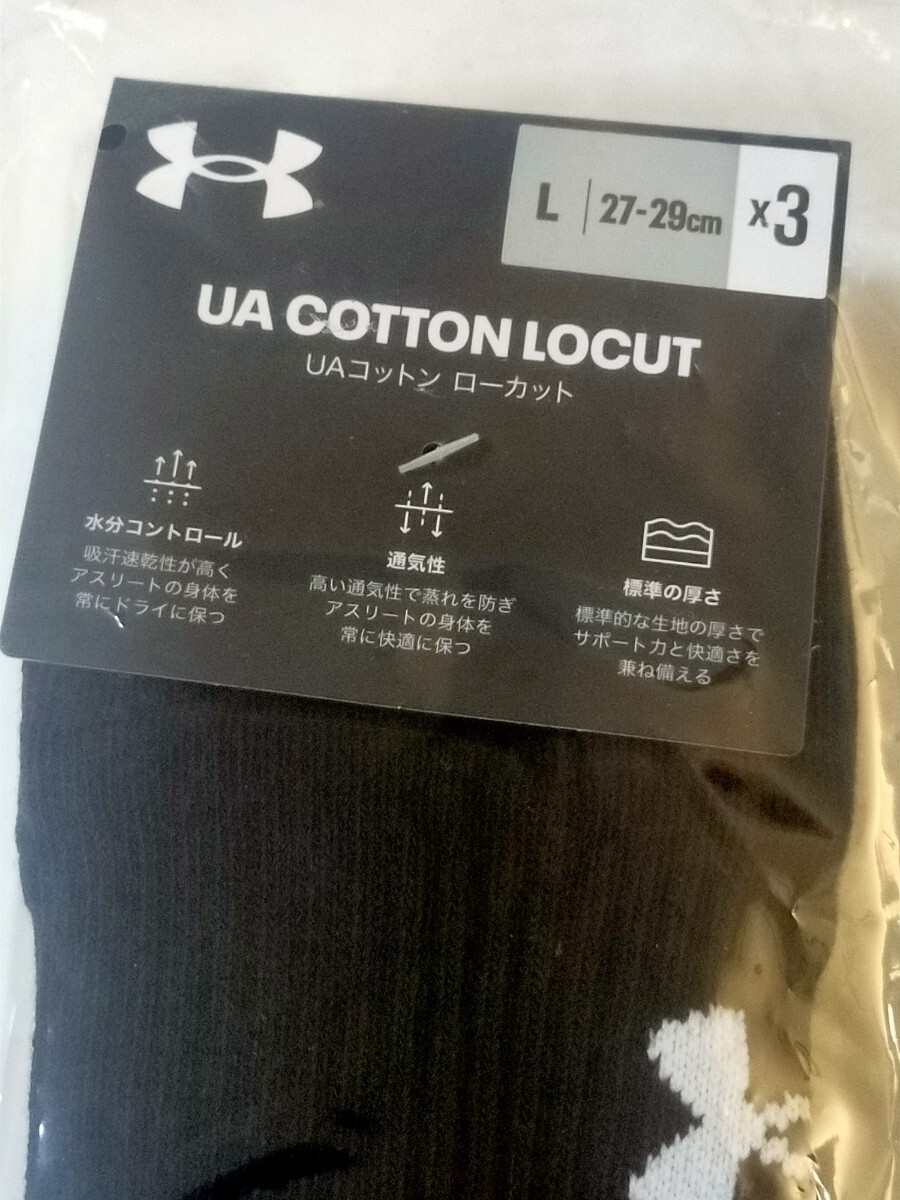 L | 27-29cm x3
UA COTTON LOCUT
UAコットン ローカット
水分コントロール
吸汗速乾性が高く
アスリートの身体を
常にドライに保つ
通気性
高い通気性で蒸れを防ぎ
アスリートの身体を
常に快適に保つ
標準の厚さ
標準的な生地の厚さで
サポート力と快適さを
兼ね備える